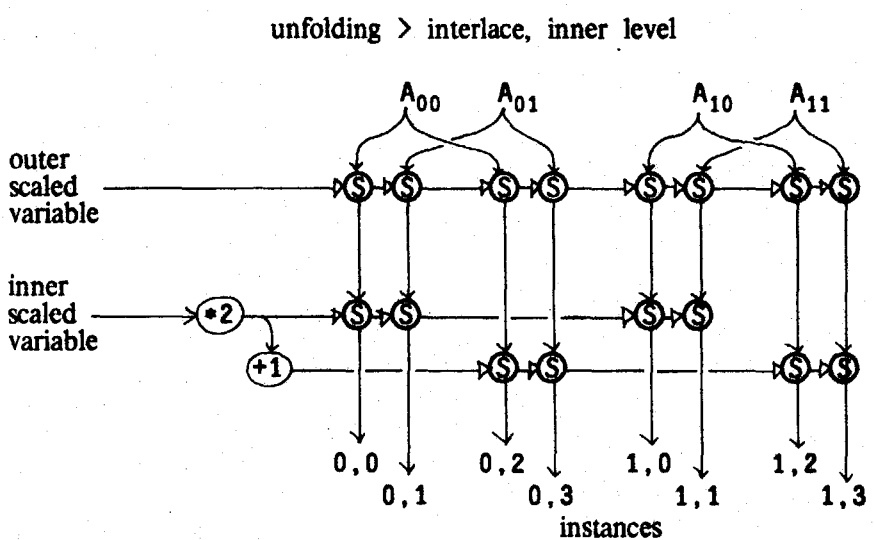 unfolding > interlace, inner level
A00 A01 A10 A11
outer
scaled
variable
S S S S S S S S
inner
scaled
variable
*2 S S S S
+1 S S S S
0,0 0,2 1,0 1,2
0,1 0,3 1,1 1,3
instances